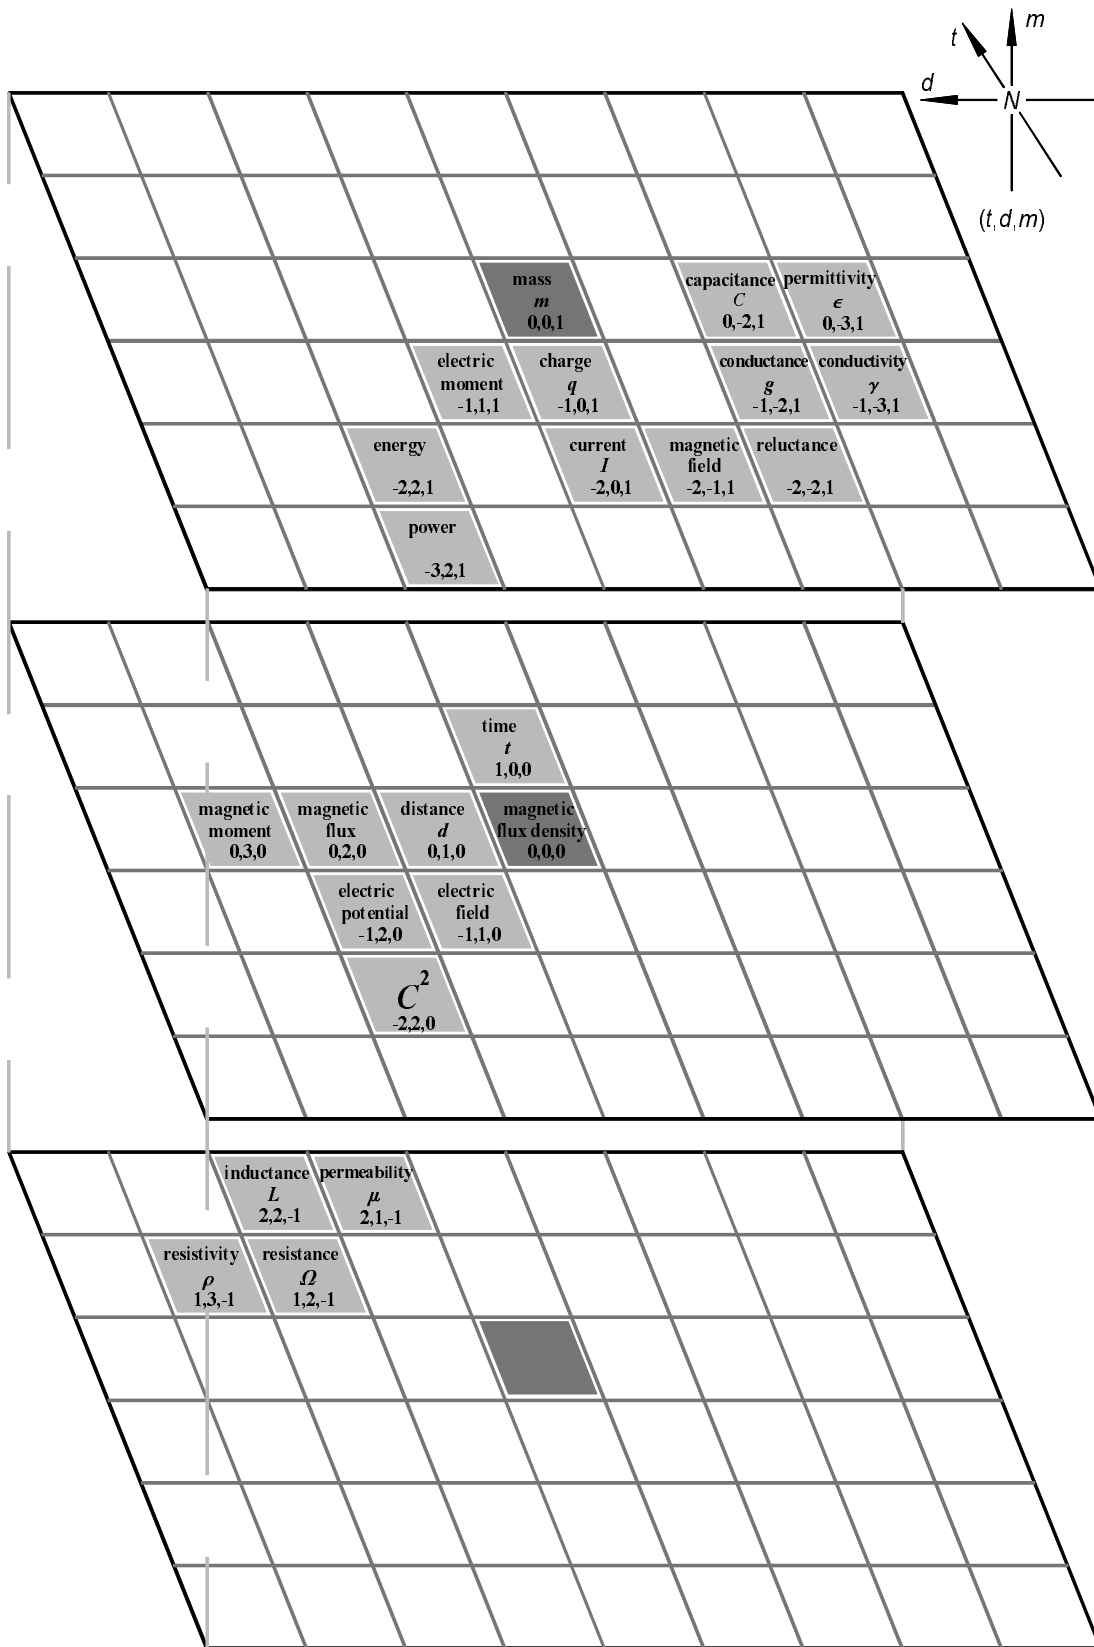 m
t
d
N
(t,d,m)
mass
m
0,0,1
capacitance
C
0,-2,1
permittivity
ϵ
0,-3,1
electric
moment
-1,1,1
charge
q
-1,0,1
conductance
g
-1,-2,1
conductivity
γ
-1,-3,1
energy
-2,2,1
current
I
-2,0,1
magnetic
field
-2,-1,1
reluctance
-2,-2,1
power
-3,2,1
time
t
1,0,0
magnetic
moment
0,3,0
magnetic
flux
0,2,0
distance
d
0,1,0
magnetic
flux density
0,0,0
electric
potential
-1,2,0
electric
field
-1,1,0
C²
-2,2,0
inductance
L
2,2,-1
permeability
μ
2,1,-1
resistivity
ρ
1,3,-1
resistance
Ω
1,2,-1